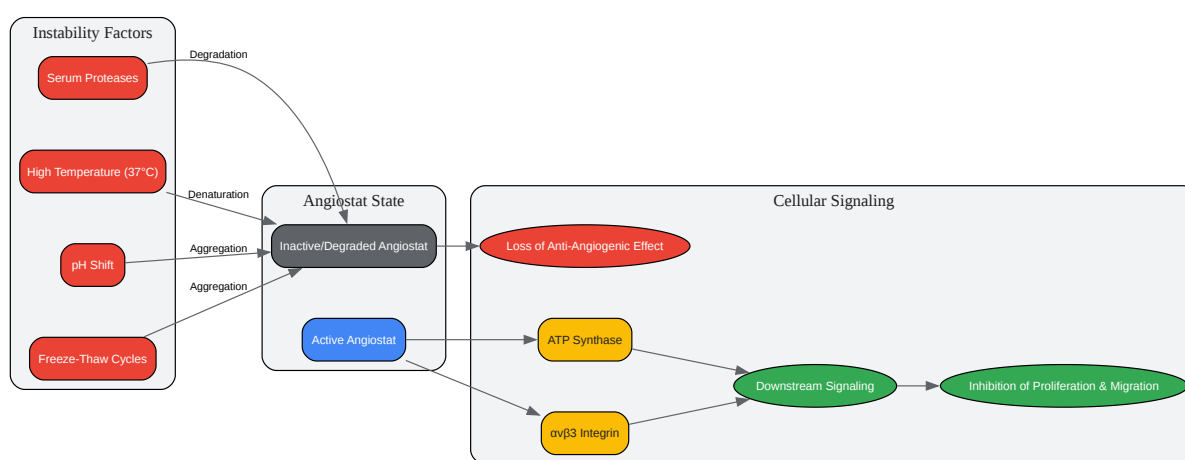 Instability Factors
Serum Proteases
High Temperature (37°C)
pH Shift
Freeze-Thaw Cycles
Degradation
Denaturation
Aggregation
Aggregation
Angiostat State
Inactive/Degraded Angiostat
Active Angiostat
Cellular Signaling
Loss of Anti-Angiogenic Effect
ATP Synthase
αvβ3 Integrin
Downstream Signaling
Inhibition of Proliferation & Migration